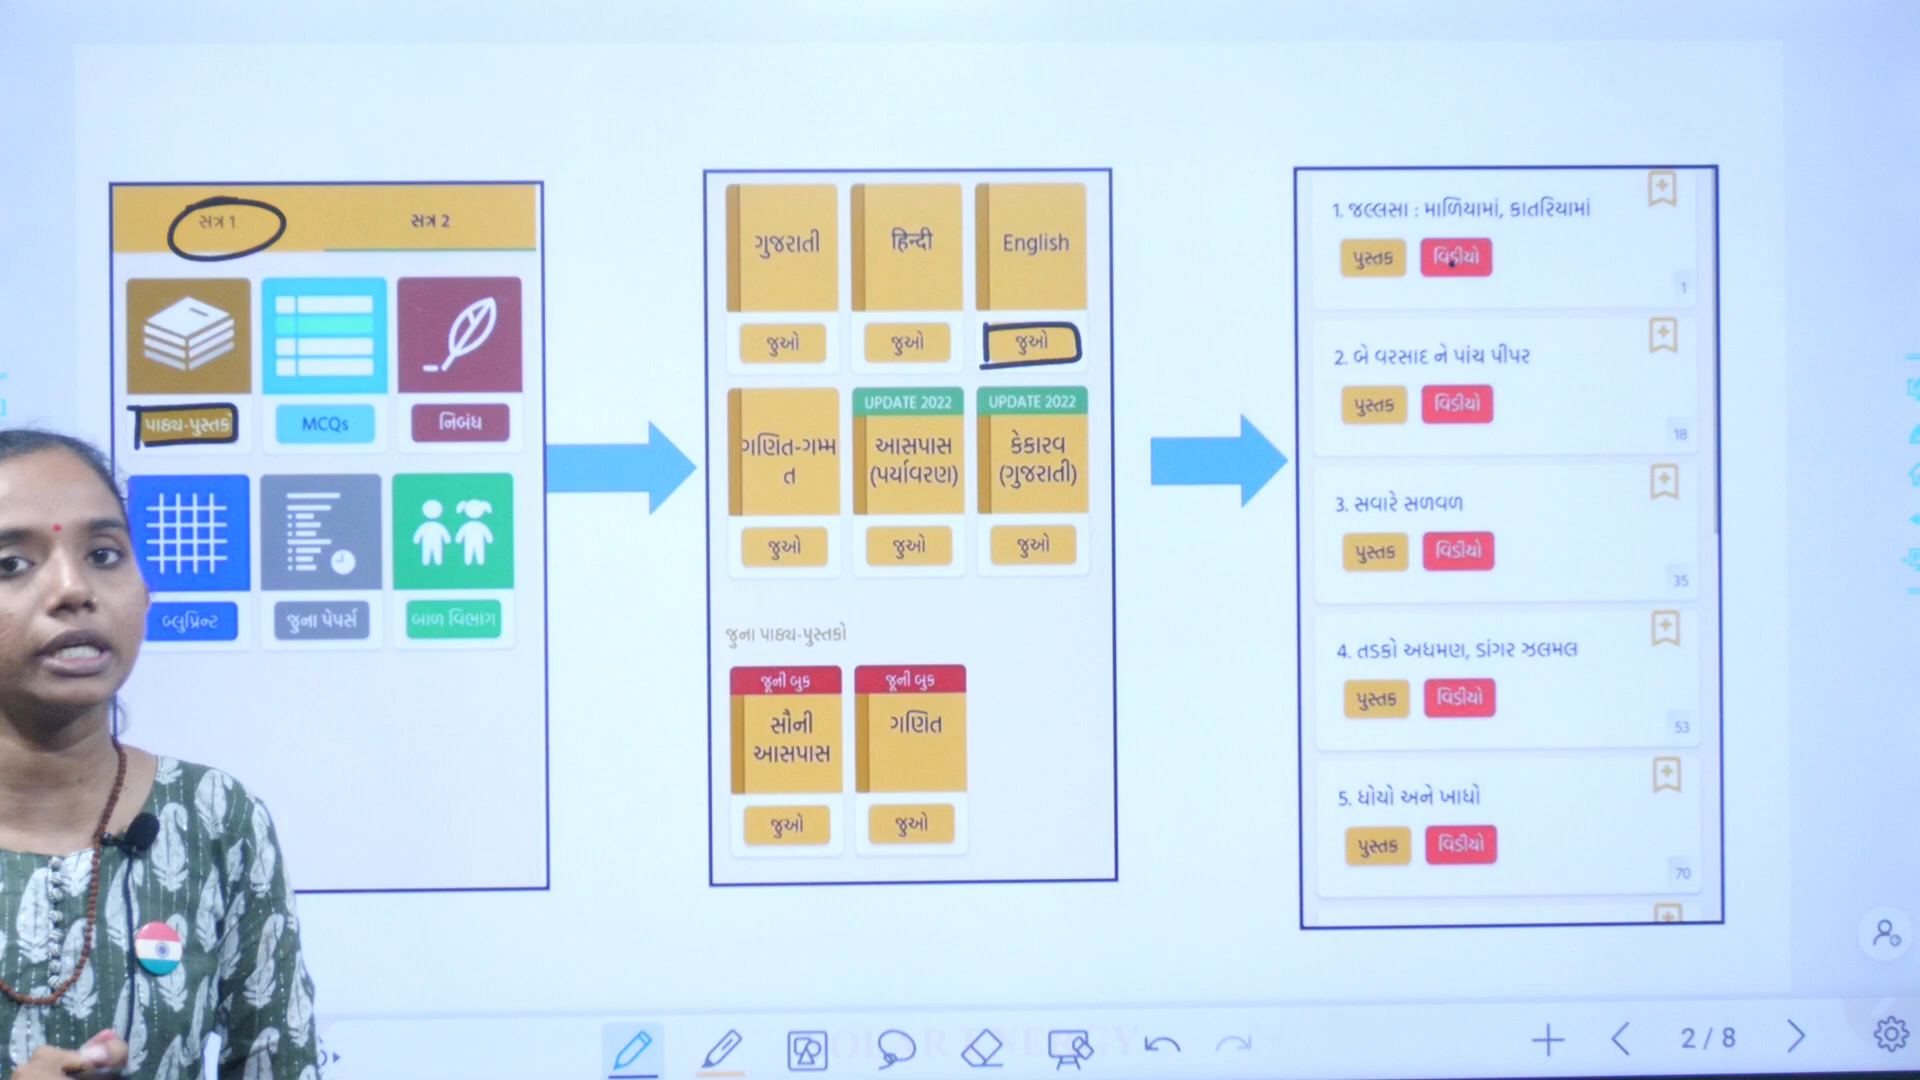 સત્ર 1
સત્ર 2
પાઠ્ય-પુસ્તકો
MCQs
નિબંધ
બ્લુપ્રિન્ટ
જુના પેપર્સ
બાળ વિભાગ
ગુજરાતી
हिन्दी
English
જુઓ
જુઓ
જુઓ
ગણિત-ગમ્મ
ત
UPDATE 2022
આસપાસ
(પર્યાવરણ)
UPDATE 2022
કેકારવ
(ગુજરાતી)
જુઓ
જુઓ
જુઓ
જુના પાઠ્ય-પુસ્તકો
જૂની બુક
સૌની
આસપાસ
જૂની બુક
ગણિત
જુઓ
જુઓ
1. જલ્લસા : માળિયામાં, કાતરિયામાં
પુસ્તક
વિડીયો
1
2. બે વરસાદ ને પાંચ પીપર
પુસ્તક
વિડીયો
18
3. સવારે સળવળ
પુસ્તક
વિડીયો
35
4. તડકો અધમણ, ડાંગર ઝલમલ
પુસ્તક
વિડીયો
53
5. ધોયો અને ખાધો
પુસ્તક
વિડીયો
70
2 / 8